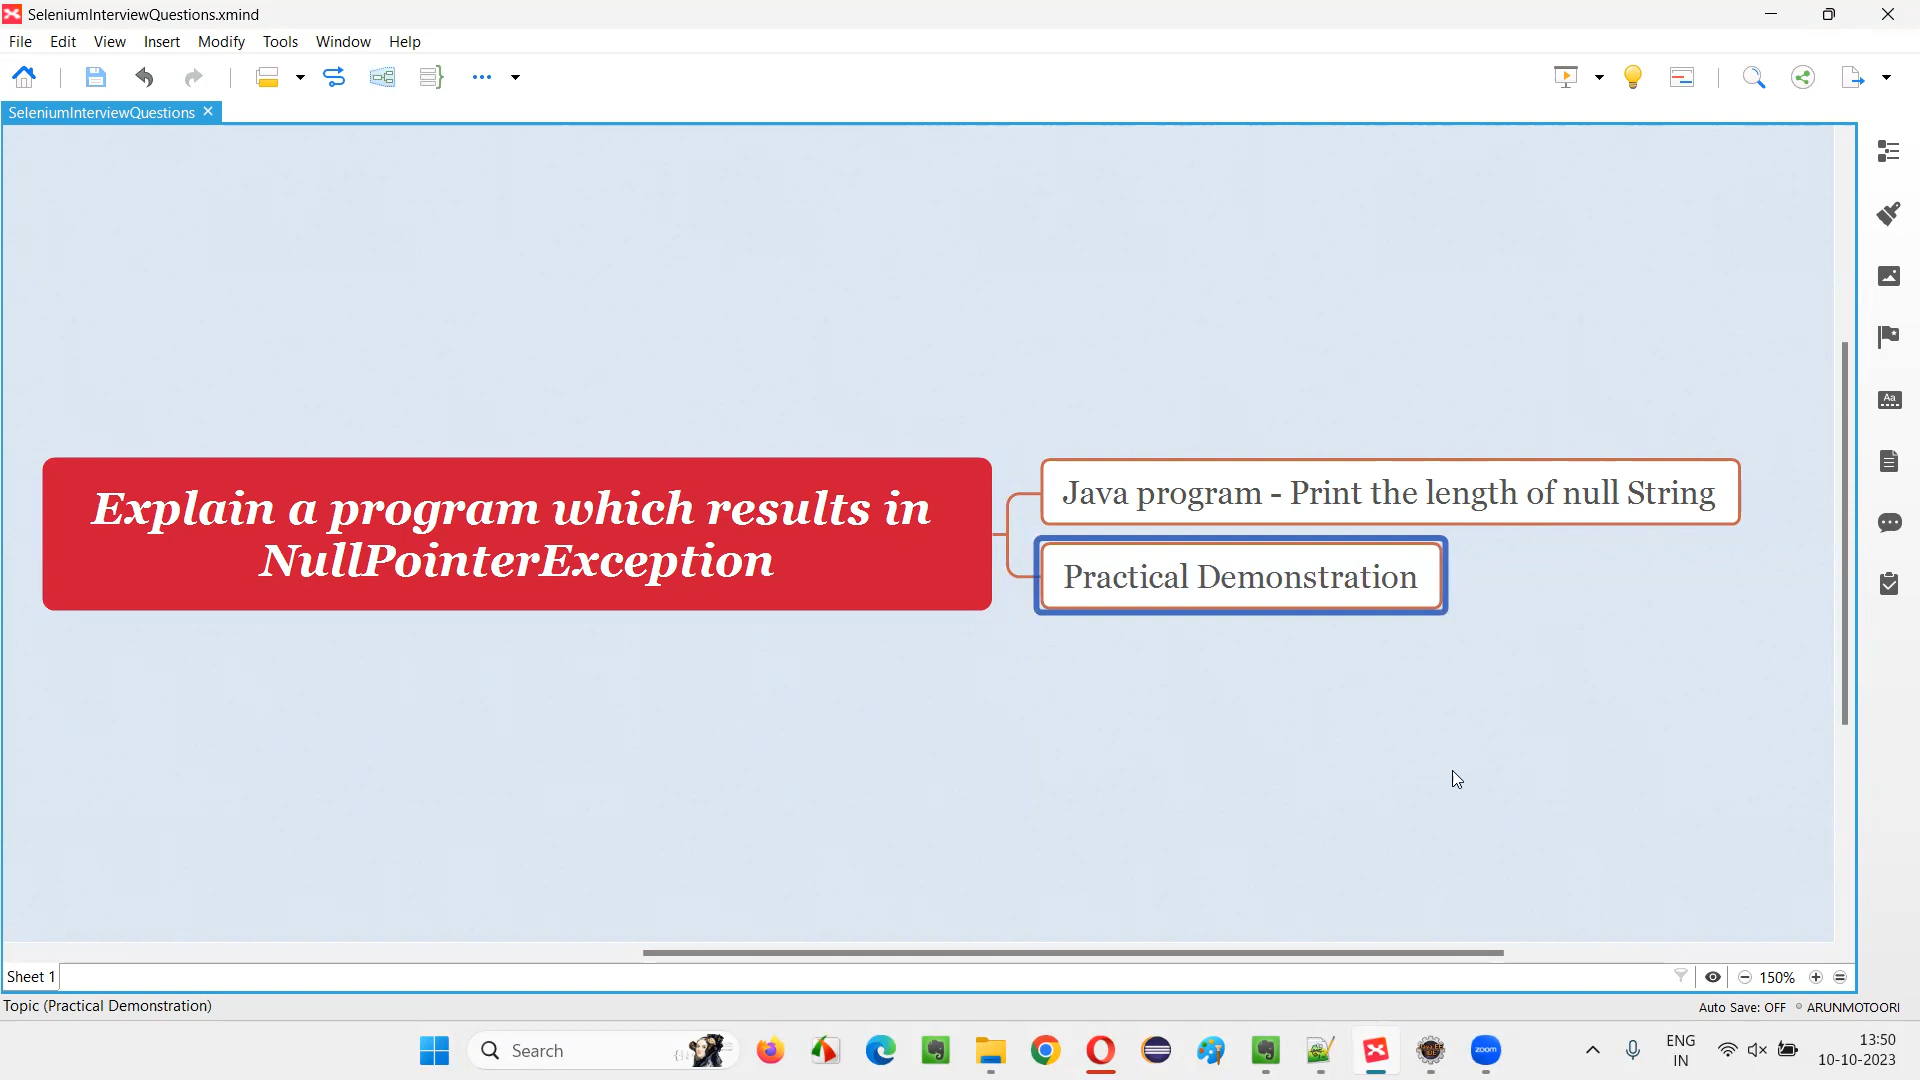 SeleniumInterviewQuestions.xmind
File Edit View Insert Modify Tools Window Help
SeleniumInterviewQuestions
Explain a program which results in
NullPointerException
Java program - Print the length of null String
Practical Demonstration
Aa
Sheet 1
150%
Topic (Practical Demonstration)
Auto Save: OFF ARUNMOTOORI
Search
zoom
ENG
IN
13:50
10-10-2023